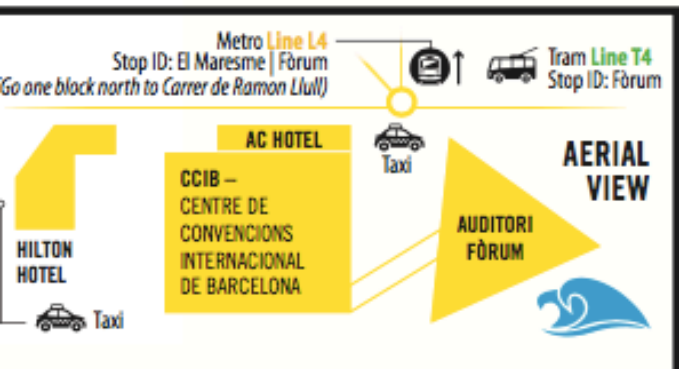 Metro Line L4
Stop ID: El Maresme | Fòrum
(Go one block north to Carrer de Ramon Llull)
Tram Line T4
Stop ID: Fòrum
AC HOTEL
Taxi
AERIAL
VIEW
CCIB –
CENTRE DE
CONVENCIONS
INTERNACIONAL
DE BARCELONA
AUDITORI
FÒRUM
HILTON
HOTEL
Taxi